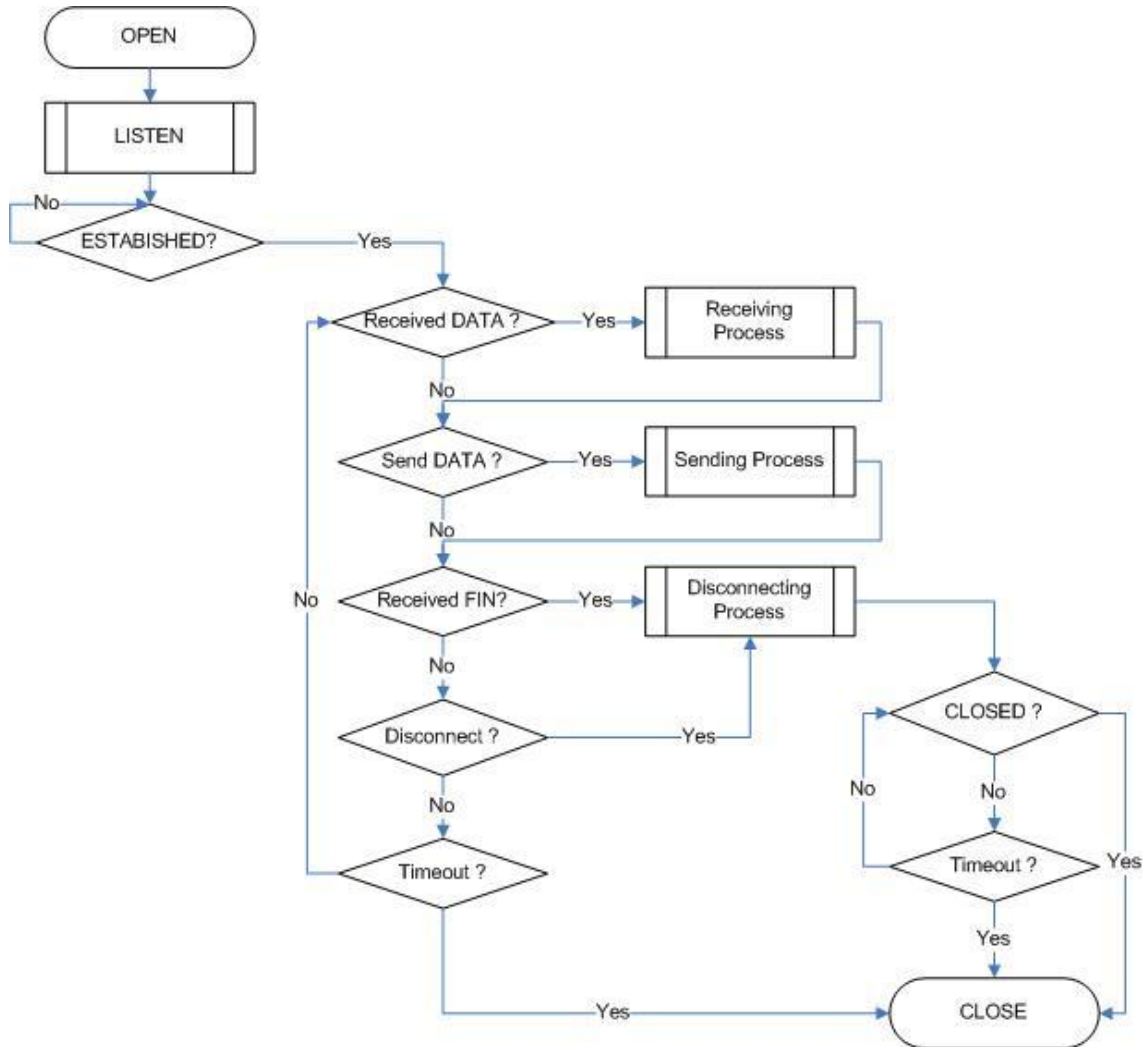 OPEN
LISTEN
No
ESTABISHED?
Yes
Received DATA ?
Yes
Receiving
Process
No
Send DATA ?
Yes
Sending Process
No
Received FIN?
Yes
Disconnecting
Process
No
No
Disconnect ?
Yes
CLOSED ?
No
No
No
Timeout ?
Timeout ?
Yes
Yes
Yes
CLOSE